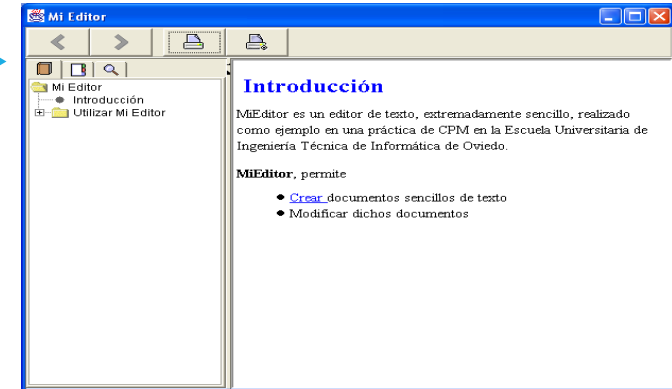 Mi Editor
Mi Editor
Introducción
Utilizar Mi Editor
Introducción
MiEditor es un editor de texto, extremadamente sencillo, realizado
como ejemplo en una práctica de CPM en la Escuela Universitaria de
Ingeniería Técnica de Informática de Oviedo.
MiEditor, permite
Crear documentos sencillos de texto
Modificar dichos documentos